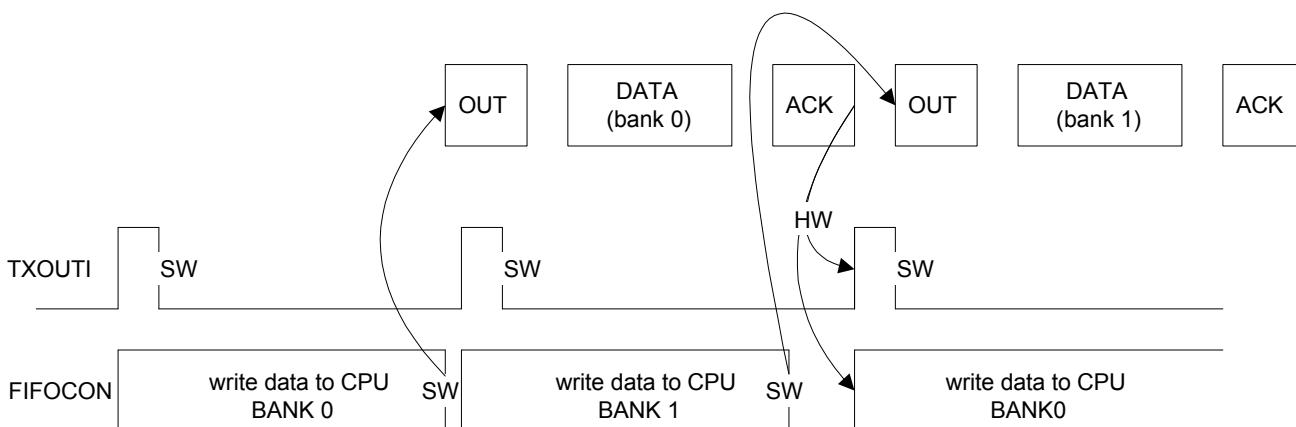 OUT
DATA
(bank 0)
ACK
OUT
DATA
(bank 1)
ACK
HW
TXOUTI
SW
SW
SW
FIFOCON
write data to CPU
BANK 0
SW
write data to CPU
BANK 1
SW
write data to CPU
BANK0